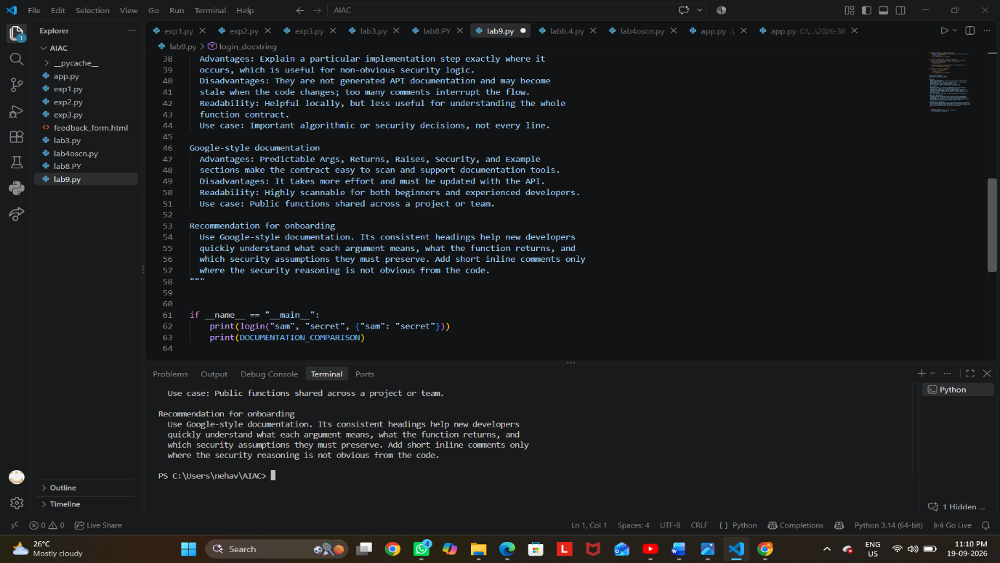 File Edit Selection View Go Run Terminal Help
AIAC
Explorer
exp1.py
exp2.py
exp3.py
lab3.py
lab8.PY
lab9.py
labb.4.py
lab4oscn.py
app.py .\
app.py C:\...\2026-38
lab9.py > login_docstring
AIAC
__pycache__
app.py
exp1.py
exp2.py
exp3.py
feedback_form.html
lab3.py
lab4oscn.py
lab8.PY
lab9.py
38 Advantages: Explain a particular implementation step exactly where it
39 occurs, which is useful for non-obvious security logic.
40 Disadvantages: They are not generated API documentation and may become
41 stale when the code changes; too many comments interrupt the flow.
42 Readability: Helpful locally, but less useful for understanding the whole
43 function contract.
44 Use case: Important algorithmic or security decisions, not every line.
45
46 Google-style documentation
47 Advantages: Predictable Args, Returns, Raises, Security, and Example
48 sections make the contract easy to scan and support documentation tools.
49 Disadvantages: It takes more effort and must be updated with the API.
50 Readability: Highly scannable for both beginners and experienced developers.
51 Use case: Public functions shared across a project or team.
52
53 Recommendation for onboarding
54 Use Google-style documentation. Its consistent headings help new developers
55 quickly understand what each argument means, what the function returns, and
56 which security assumptions they must preserve. Add short inline comments only
57 where the security reasoning is not obvious from the code.
58 """
59
60
61 if __name__ == "__main__":
62 print(login("sam", "secret", {"sam": "secret"}))
63 print(DOCUMENTATION_COMPARISON)
64
Problems Output Debug Console Terminal Ports
Python
Use case: Public functions shared across a project or team.
Recommendation for onboarding
Use Google-style documentation. Its consistent headings help new developers
quickly understand what each argument means, what the function returns, and
which security assumptions they must preserve. Add short inline comments only
where the security reasoning is not obvious from the code.
PS C:\Users\nehav\AIAC>
1 Hidden ...
Outline
Timeline
0 0 Live Share
Ln 1, Col 1 Spaces: 4 UTF-8 CRLF { } Python Completions Python 3.14 (64-bit) Go Live
26°C
Mostly cloudy
Search
4
L
ENG
US
11:10 PM
19-09-2026